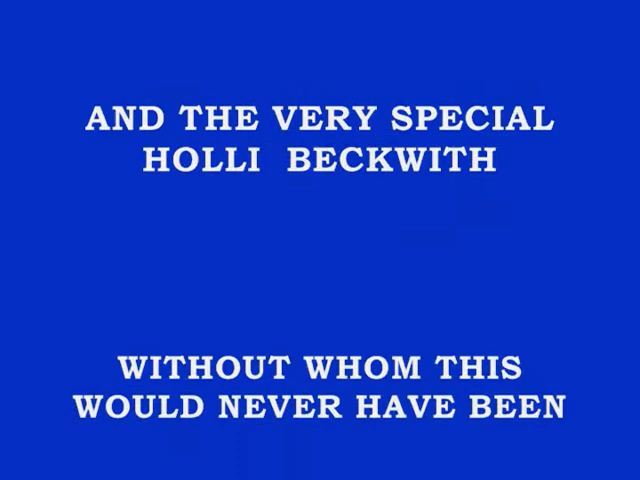 AND THE VERY SPECIAL
HOLLI BECKWITH
WITHOUT WHOM THIS
WOULD NEVER HAVE BEEN